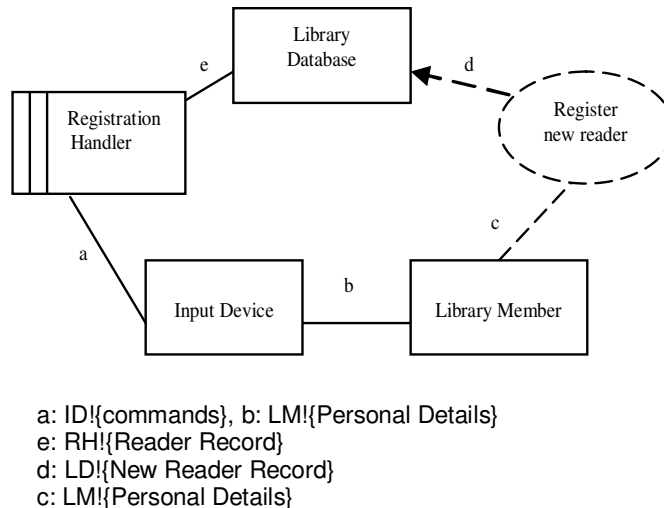 Library
Database
e
d
Register
new reader
Registration
Handler
c
a
b
Input Device
Library Member
a: ID!{commands}, b: LM!{Personal Details}
e: RH!{Reader Record}
d: LD!{New Reader Record}
c: LM!{Personal Details}